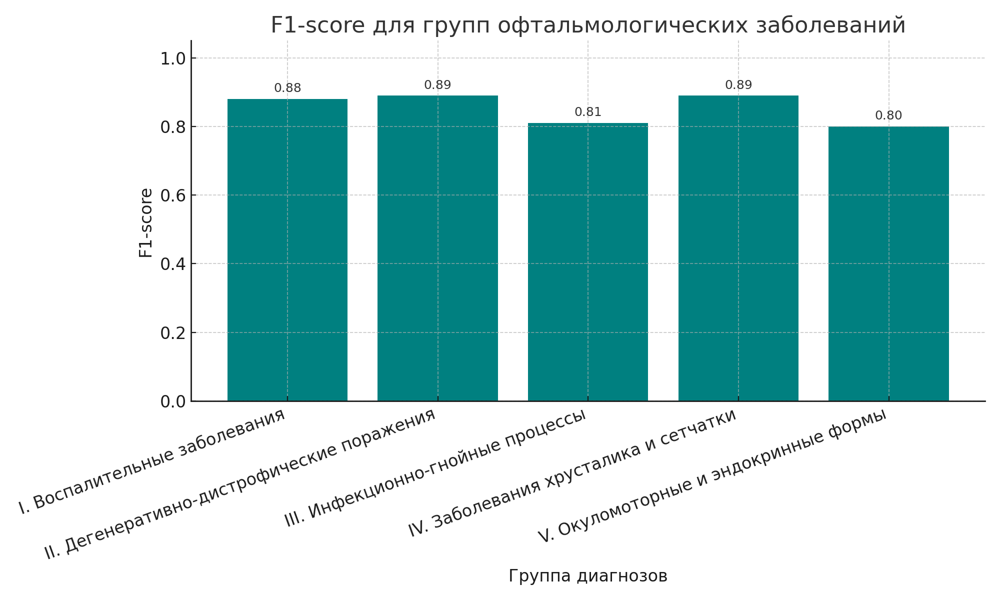 F1-score для групп офтальмологических заболеваний
F1-score
1.0
0.8
0.6
0.4
0.2
0.0
0.88
0.89
0.81
0.89
0.80
I. Воспалительные заболевания
II. Дегенеративно-дистрофические поражения
III. Инфекционно-гнойные процессы
IV. Заболевания хрусталика и сетчатки
V. Окуломоторные и эндокринные формы
Группа диагнозов